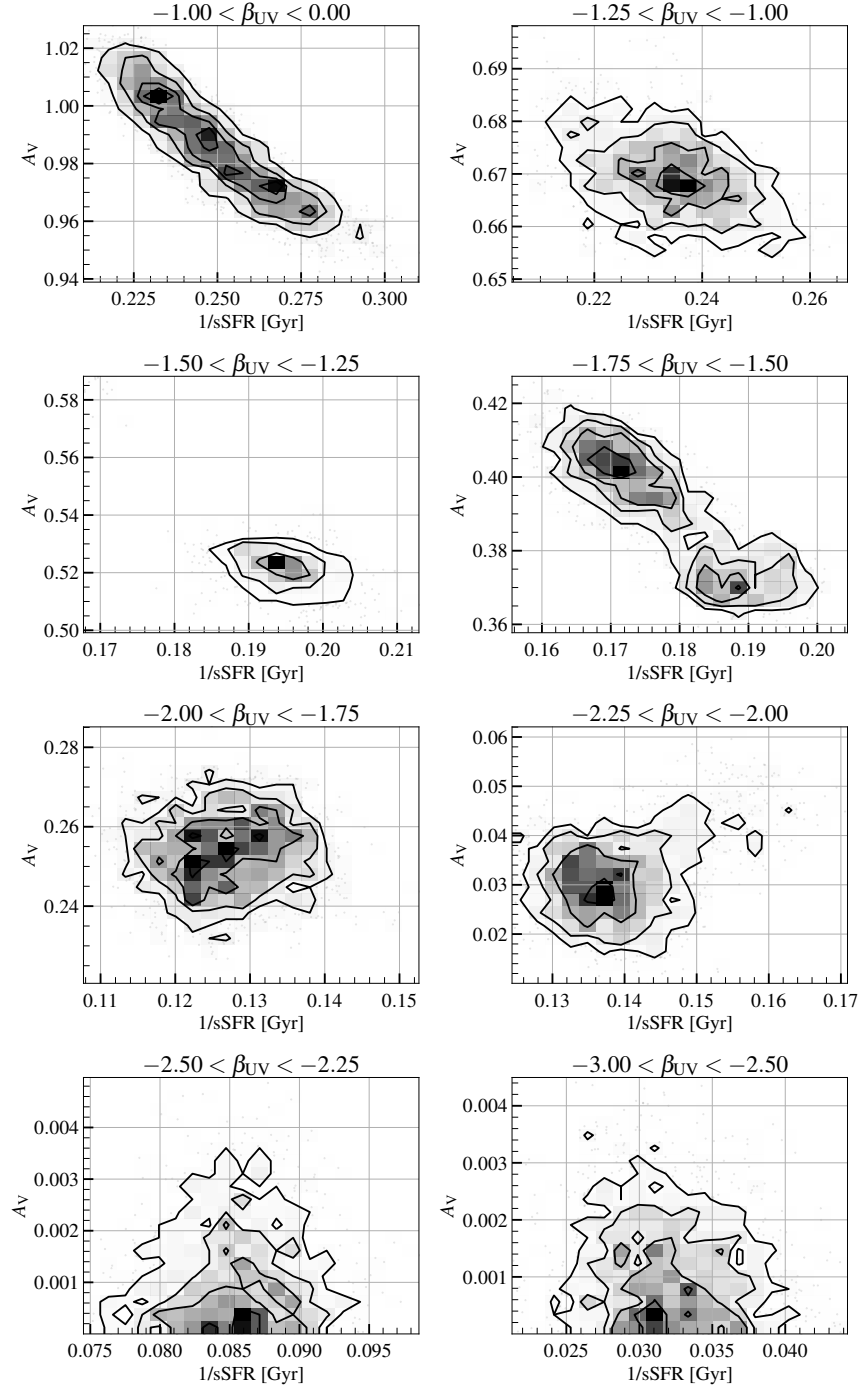 −1.00 < β_UV < 0.00
−1.25 < β_UV < −1.00
1.02
1.00
0.98
0.96
0.94
A_V
0.225 0.250 0.275 0.300
1/sSFR [Gyr]
0.69
0.68
0.67
0.66
0.65
A_V
0.22 0.24 0.26
1/sSFR [Gyr]
−1.50 < β_UV < −1.25
−1.75 < β_UV < −1.50
0.58
0.56
0.54
0.52
0.50
A_V
0.17 0.18 0.19 0.20 0.21
1/sSFR [Gyr]
0.42
0.40
0.38
0.36
A_V
0.16 0.17 0.18 0.19 0.20
1/sSFR [Gyr]
−2.00 < β_UV < −1.75
−2.25 < β_UV < −2.00
0.28
0.26
0.24
A_V
0.11 0.12 0.13 0.14 0.15
1/sSFR [Gyr]
0.06
0.05
0.04
0.03
0.02
A_V
0.13 0.14 0.15 0.16 0.17
1/sSFR [Gyr]
−2.50 < β_UV < −2.25
−3.00 < β_UV < −2.50
0.004
0.003
0.002
0.001
A_V
0.075 0.080 0.085 0.090 0.095
1/sSFR [Gyr]
0.004
0.003
0.002
0.001
A_V
0.025 0.030 0.035 0.040
1/sSFR [Gyr]